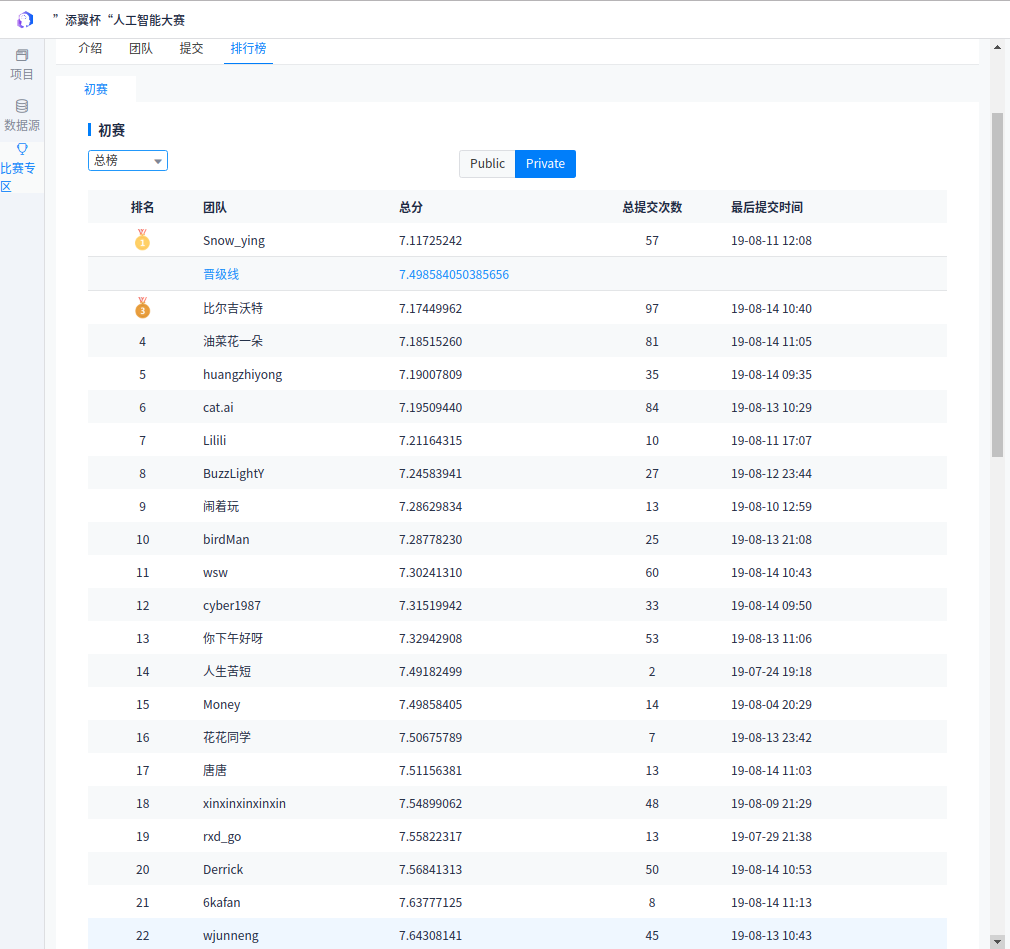 ”添翼杯“人工智能大赛
介绍 团队 提交 排行榜
项目
数据源
比赛专
区
初赛
初赛
总榜
Public Private
排名 团队 总分 总提交次数 最后提交时间
1 Snow_ying 7.11725242 57 19-08-11 12:08
晋级线 7.498584050385656
3 比尔吉沃特 7.17449962 97 19-08-14 10:40
4 油菜花一朵 7.18515260 81 19-08-14 11:05
5 huangzhiyong 7.19007809 35 19-08-14 09:35
6 cat.ai 7.19509440 84 19-08-13 10:29
7 Lilili 7.21164315 10 19-08-11 17:07
8 BuzzLightY 7.24583941 27 19-08-12 23:44
9 闹着玩 7.28629834 13 19-08-10 12:59
10 birdMan 7.28778230 25 19-08-13 21:08
11 wsw 7.30241310 60 19-08-14 10:43
12 cyber1987 7.31519942 33 19-08-14 09:50
13 你下午好呀 7.32942908 53 19-08-13 11:06
14 人生苦短 7.49182499 2 19-07-24 19:18
15 Money 7.49858405 14 19-08-04 20:29
16 花花同学 7.50675789 7 19-08-13 23:42
17 唐唐 7.51156381 13 19-08-14 11:03
18 xinxinxinxinxin 7.54899062 48 19-08-09 21:29
19 rxd_go 7.55822317 13 19-07-29 21:38
20 Derrick 7.56841313 50 19-08-14 10:53
21 6kafan 7.63777125 8 19-08-14 11:13
22 wjunneng 7.64308141 45 19-08-13 10:43